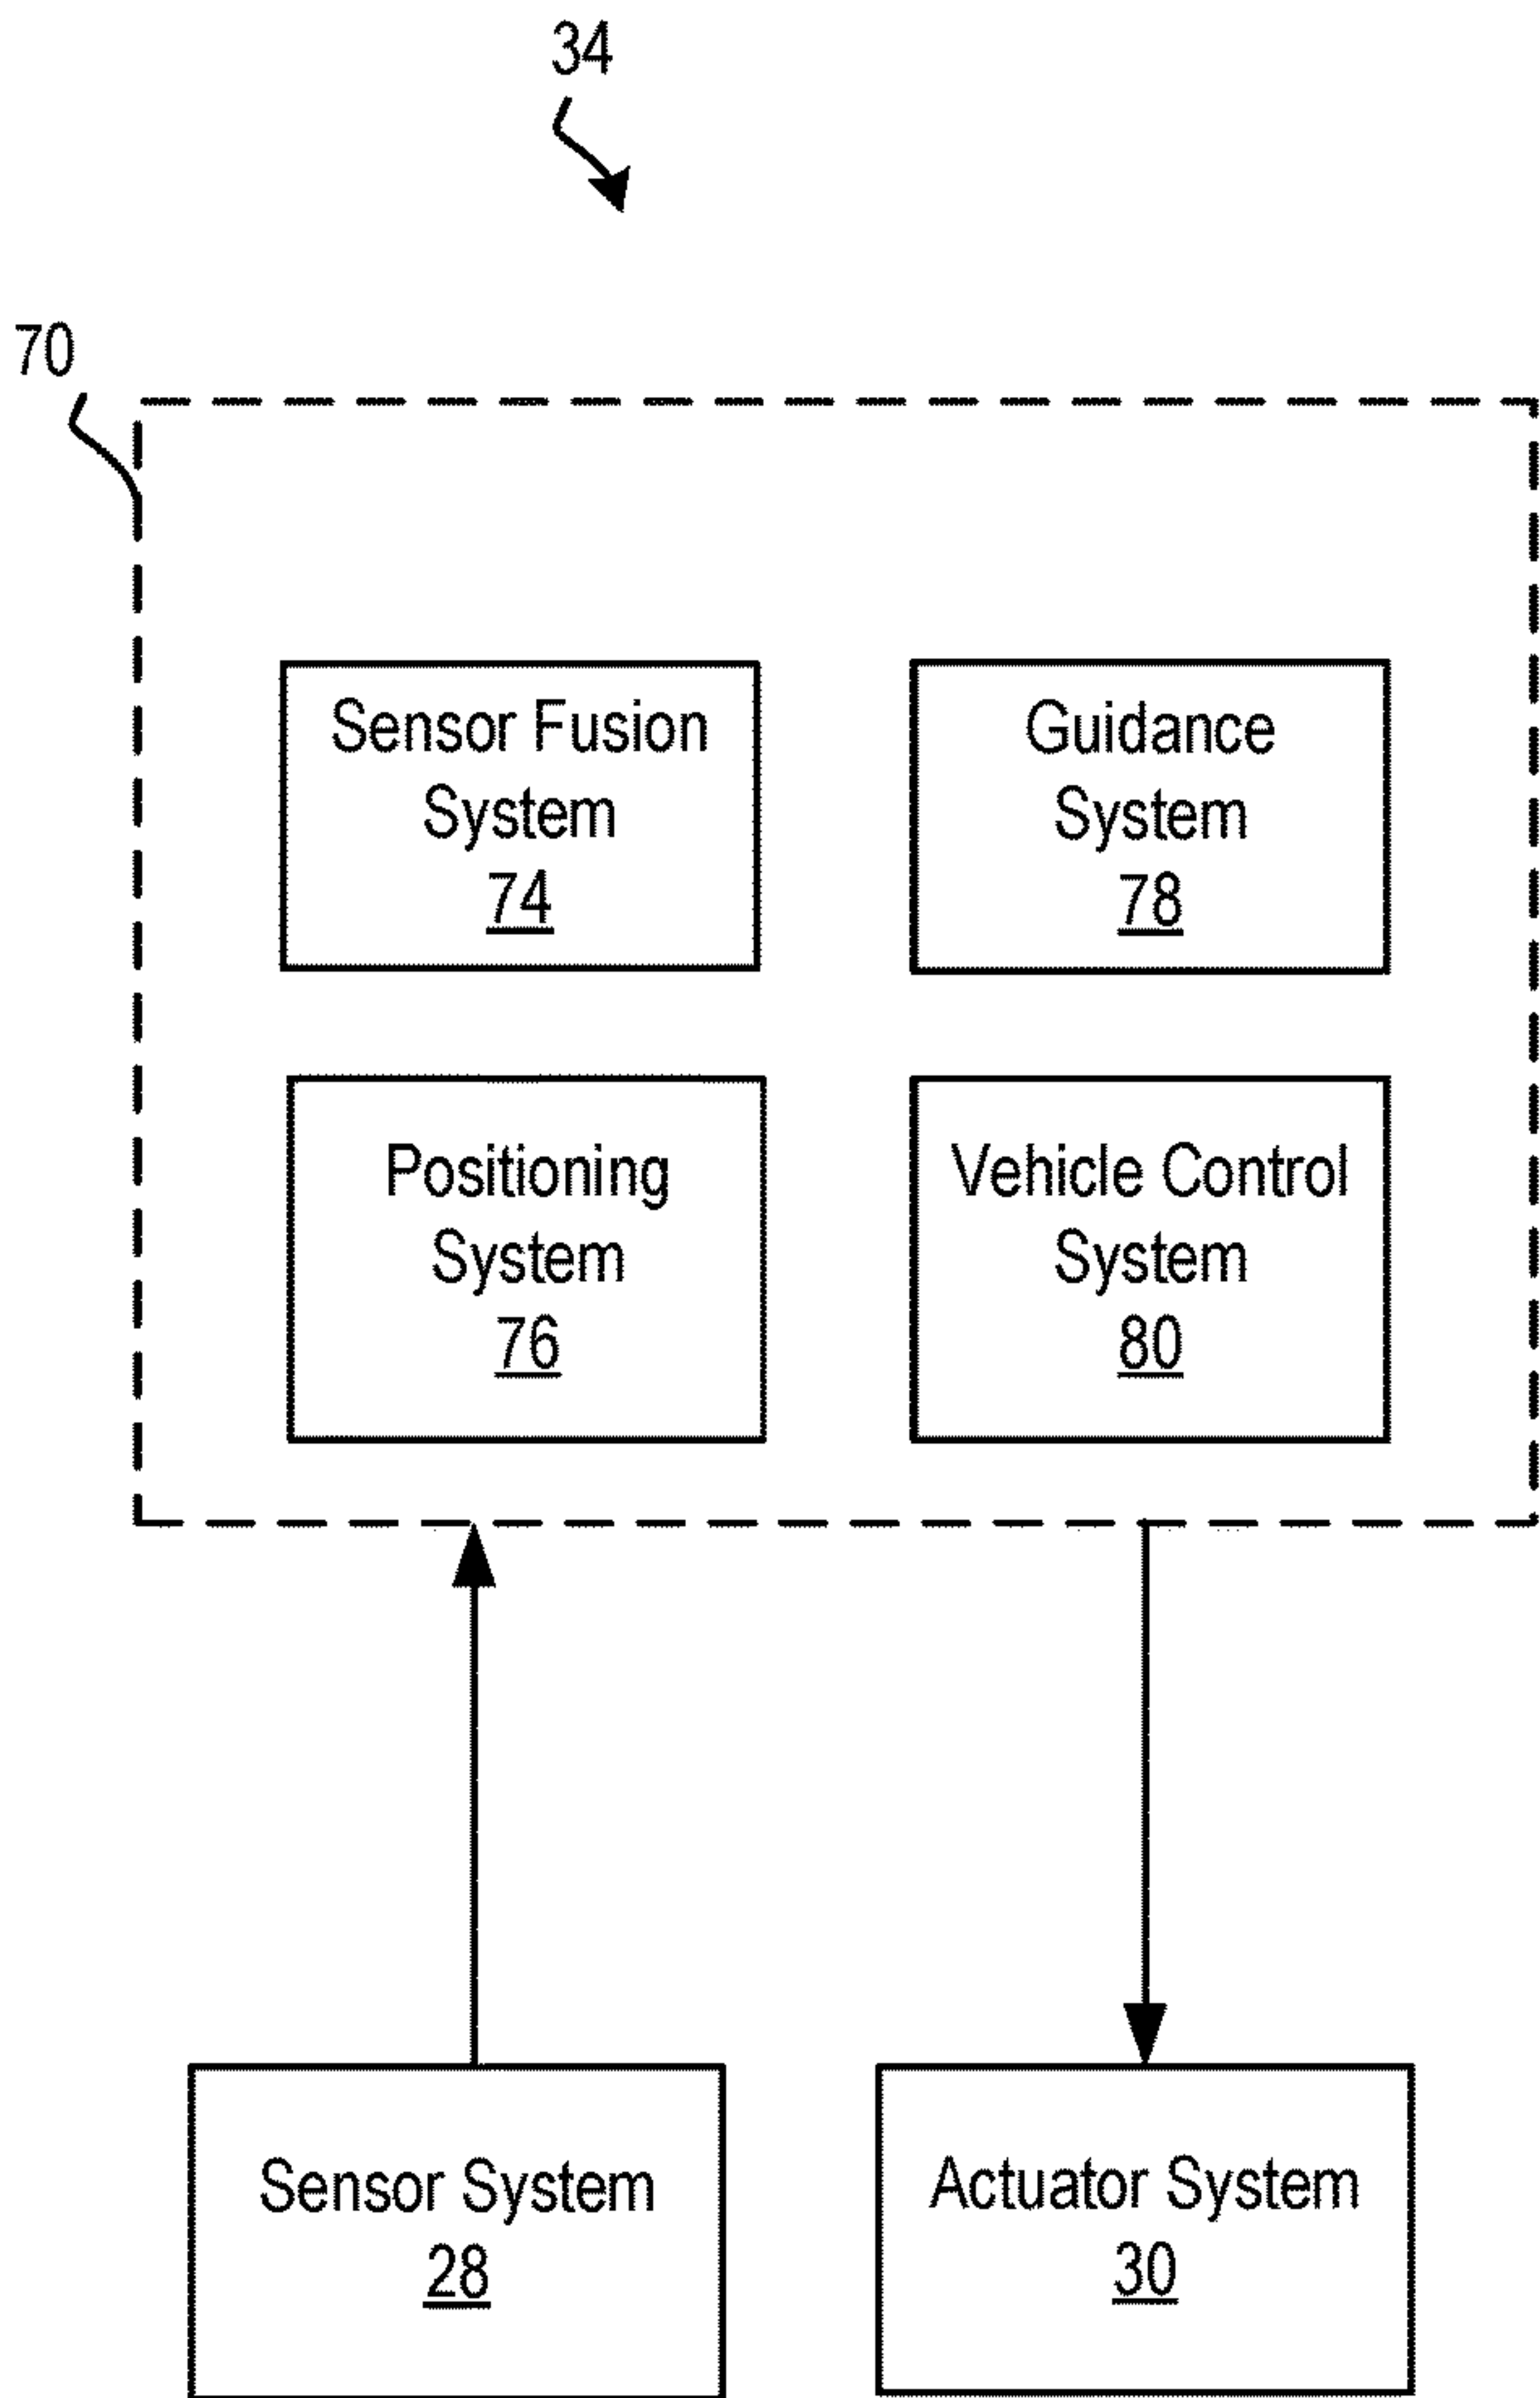 34
70
Sensor Fusion
System
74
Guidance
System
78
Positioning
System
76
Vehicle Control
System
80
Sensor System
28
Actuator System
30